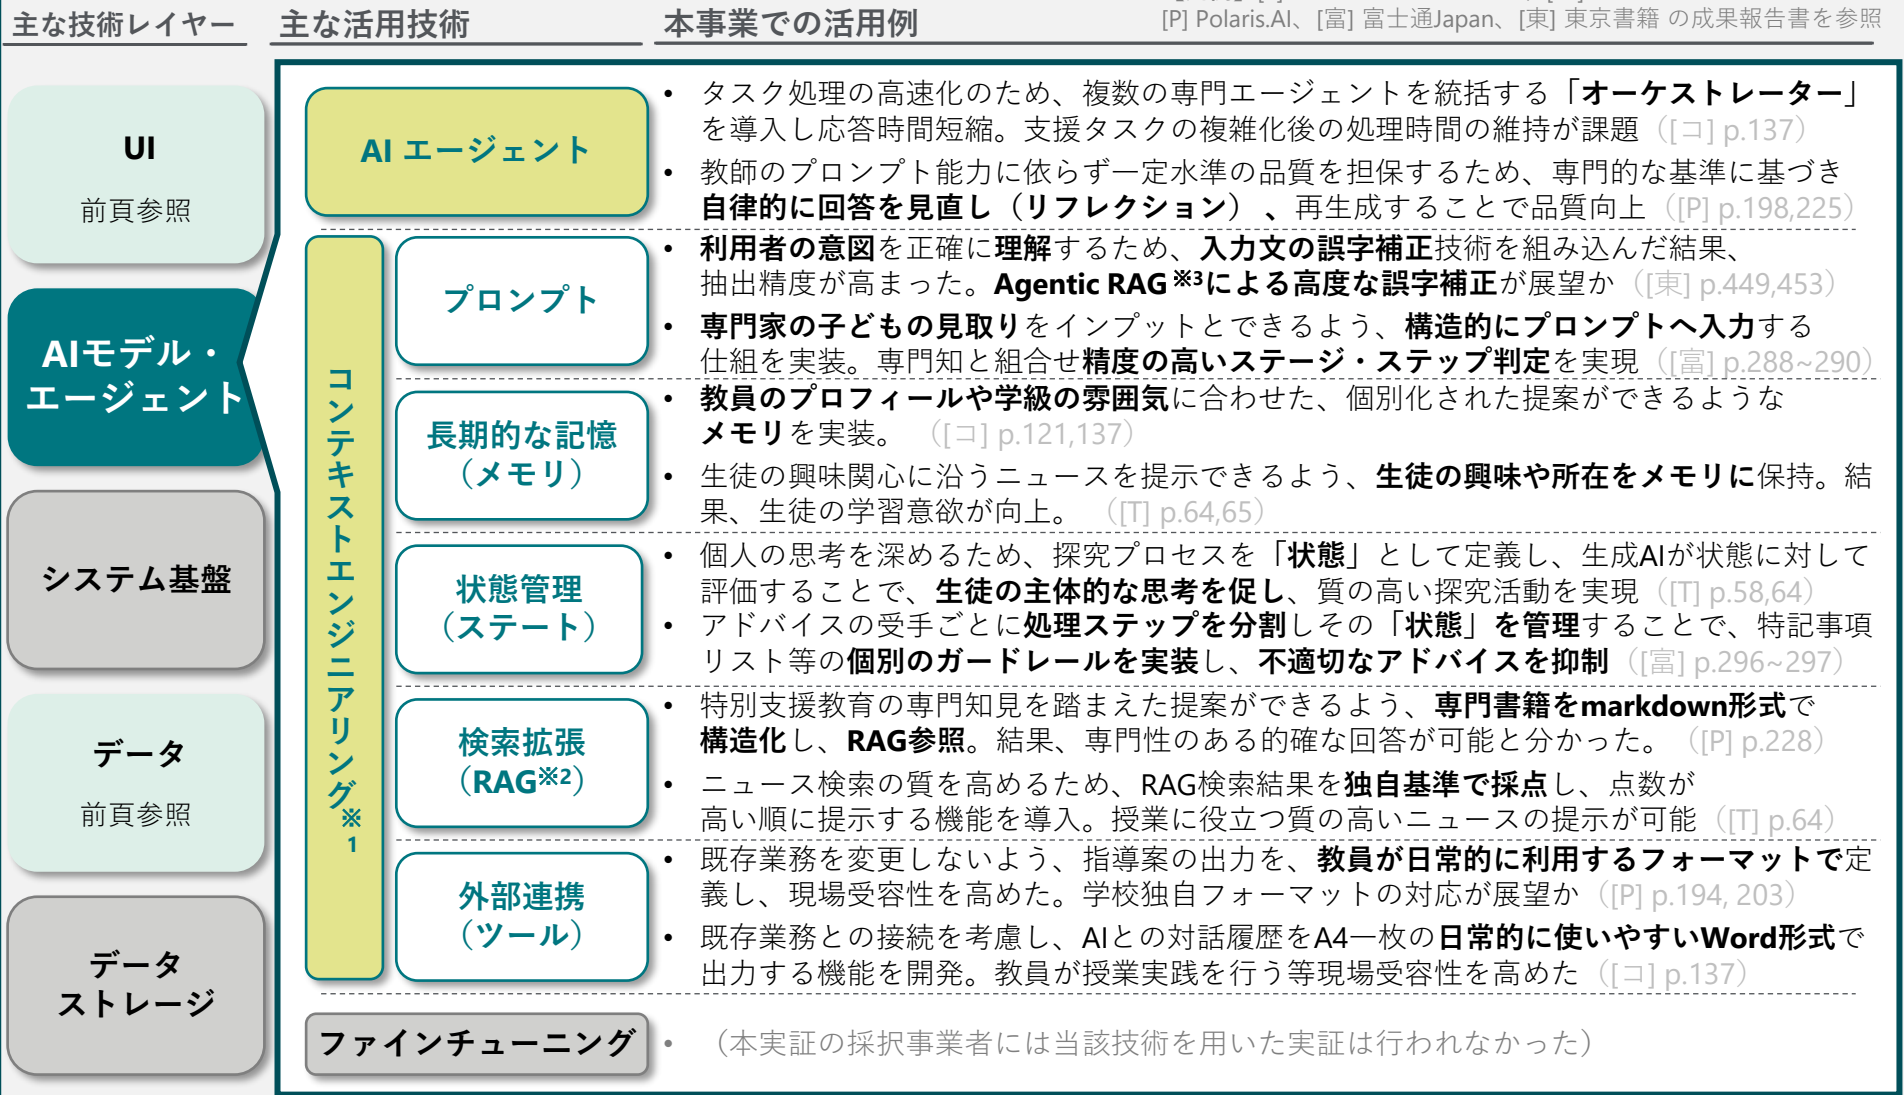 主な技術レイヤー
主な活用技術
本事業での活用例
[P] Polaris.AI、[富] 富士通Japan、[東] 東京書籍 の成果報告書を参照
UI
前頁参照
AIモデル・
エージェント
システム基盤
データ
前頁参照
データ
ストレージ
AI エージェント
• タスク処理の高速化のため、複数の専門エージェントを統括する「オーケストレーター」
を導入し応答時間短縮。支援タスクの複雑化後の処理時間の維持が課題（[コ] p.137）
• 教師のプロンプト能力に依らず一定水準の品質を担保するため、専門的な基準に基づき
自律的に回答を見直し（リフレクション）、再生成することで品質向上（[P] p.198,225）
コンテキストエンジニアリング※1
プロンプト
• 利用者の意図を正確に理解するため、入力文の誤字補正技術を組み込んだ結果、
抽出精度が高まった。Agentic RAG※3による高度な誤字補正が展望か（[東] p.449,453）
• 専門家の子どもの見取りをインプットとできるよう、構造的にプロンプトへ入力する
仕組を実装。専門知と組合せ精度の高いステージ・ステップ判定を実現（[富] p.288~290）
長期的な記憶
（メモリ）
• 教員のプロフィールや学級の雰囲気に合わせた、個別化された提案ができるような
メモリを実装。（[コ] p.121,137）
• 生徒の興味関心に沿うニュースを提示できるよう、生徒の興味や所在をメモリに保持。結
果、生徒の学習意欲が向上。（[T] p.64,65）
状態管理
（ステート）
• 個人の思考を深めるため、探究プロセスを「状態」として定義し、生成AIが状態に対して
評価することで、生徒の主体的な思考を促し、質の高い探究活動を実現（[T] p.58,64）
• アドバイスの受手ごとに処理ステップを分割しその「状態」を管理することで、特記事項
リスト等の個別のガードレールを実装し、不適切なアドバイスを抑制（[富] p.296~297）
検索拡張
（RAG※2）
• 特別支援教育の専門知見を踏まえた提案ができるよう、専門書籍をmarkdown形式で
構造化し、RAG参照。結果、専門性のある的確な回答が可能と分かった。（[P] p.228）
• ニュース検索の質を高めるため、RAG検索結果を独自基準で採点し、点数が
高い順に提示する機能を導入。授業に役立つ質の高いニュースの提示が可能（[T] p.64）
外部連携
（ツール）
• 既存業務を変更しないよう、指導案の出力を、教員が日常的に利用するフォーマットで定
義し、現場受容性を高めた。学校独自フォーマットの対応が展望か（[P] p.194, 203）
• 既存業務との接続を考慮し、AIとの対話履歴をA4一枚の日常的に使いやすいWord形式で
出力する機能を開発。教員が授業実践を行う等現場受容性を高めた（[コ] p.137）
ファインチューニング
• （本実証の採択事業者には当該技術を用いた実証は行われなかった）